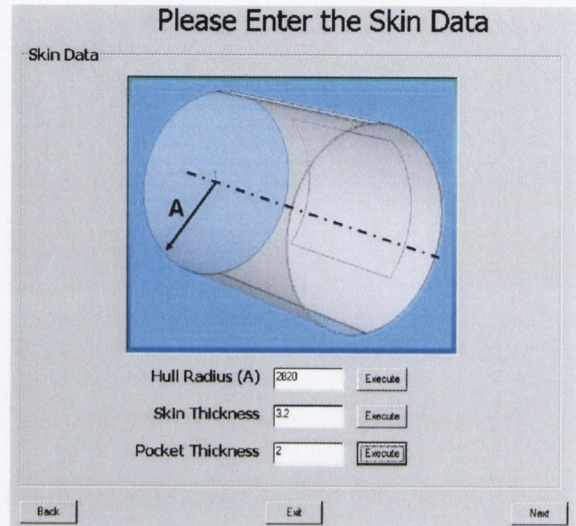 Please Enter the Skin Data
Skin Data
A
Hull Radius (A) 2820 Execute
Skin Thickness 3.2 Execute
Pocket Thickness 2 Execute
Back Exit Next